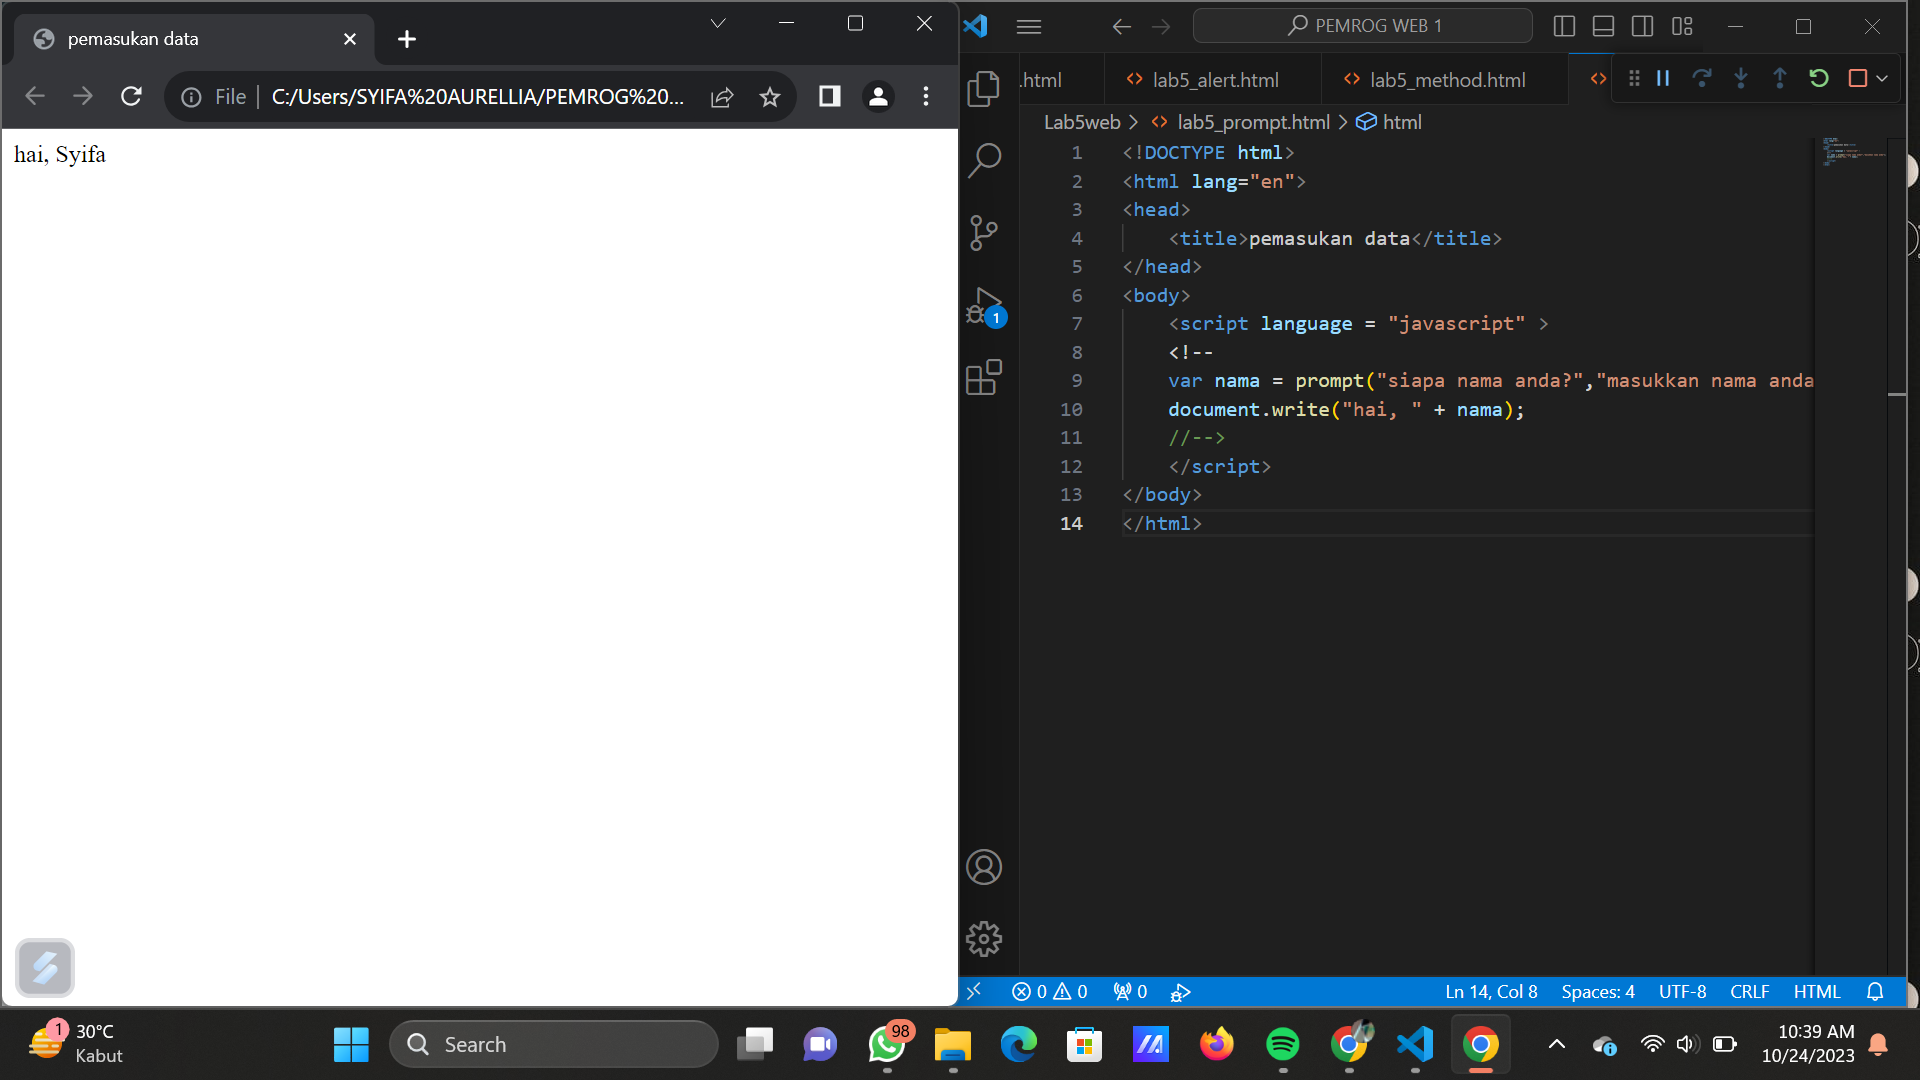 pemasukan data
File
C:/Users/SYIFA%20AURELLIA/PEMROG%20...
hai, Syifa
PEMROG WEB 1
.html
lab5_alert.html
lab5_method.html
Lab5web > lab5_prompt.html > html
1 <!DOCTYPE html>
2 <html lang="en">
3 <head>
4 <title>pemasukan data</title>
5 </head>
6 <body>
7 <script language = "javascript" >
8 <!--
9 var nama = prompt("siapa nama anda?","masukkan nama anda
10 document.write("hai, " + nama);
11 //-->
12 </script>
13 </body>
14 </html>
1
0 0 0
Ln 14, Col 8 Spaces: 4 UTF-8 CRLF HTML
1
30°C
Kabut
Search
98
10:39 AM
10/24/2023